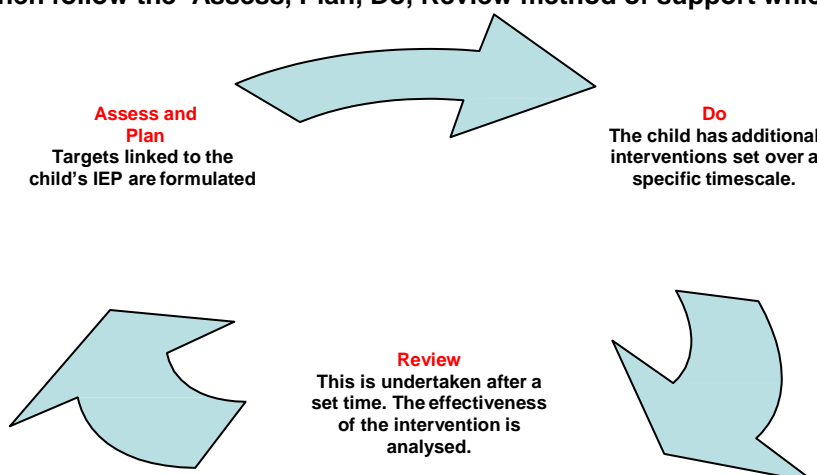 then follow the 'Assess, Plan, Do, Review method of support whic
Assess and
Plan
Targets linked to the
child's IEP are formulated
Do
The child has additional
interventions set over a
specific timescale.
Review
This is undertaken after a
set time. The effectiveness
of the intervention is
analysed.